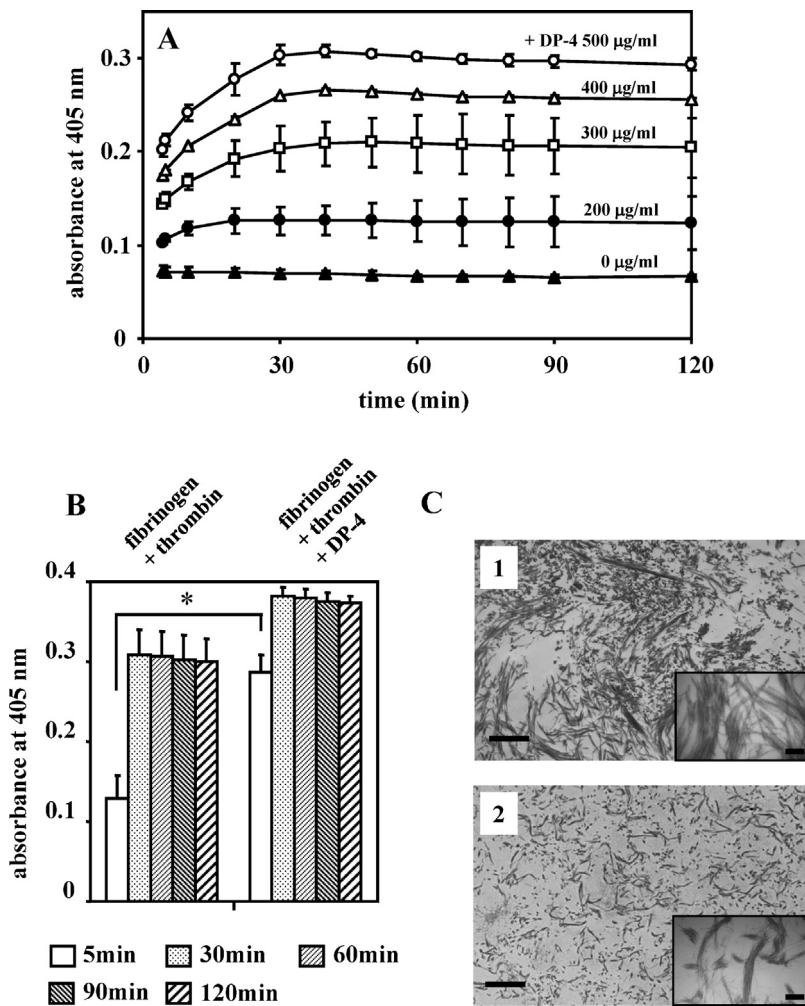 A
+ DP-4 500 μg/ml
400 μg/ml
300 μg/ml
200 μg/ml
0 μg/ml
0.3
0.2
0.1
0
absorbance at 405 nm
0 30 60 90 120
time (min)
B
fibrinogen
+ thrombin
fibrinogen
+ thrombin
+ DP-4
*
0.4
0.3
0.2
0.1
0
absorbance at 405 nm
5min 30min 60min
90min 120min
C
1
2